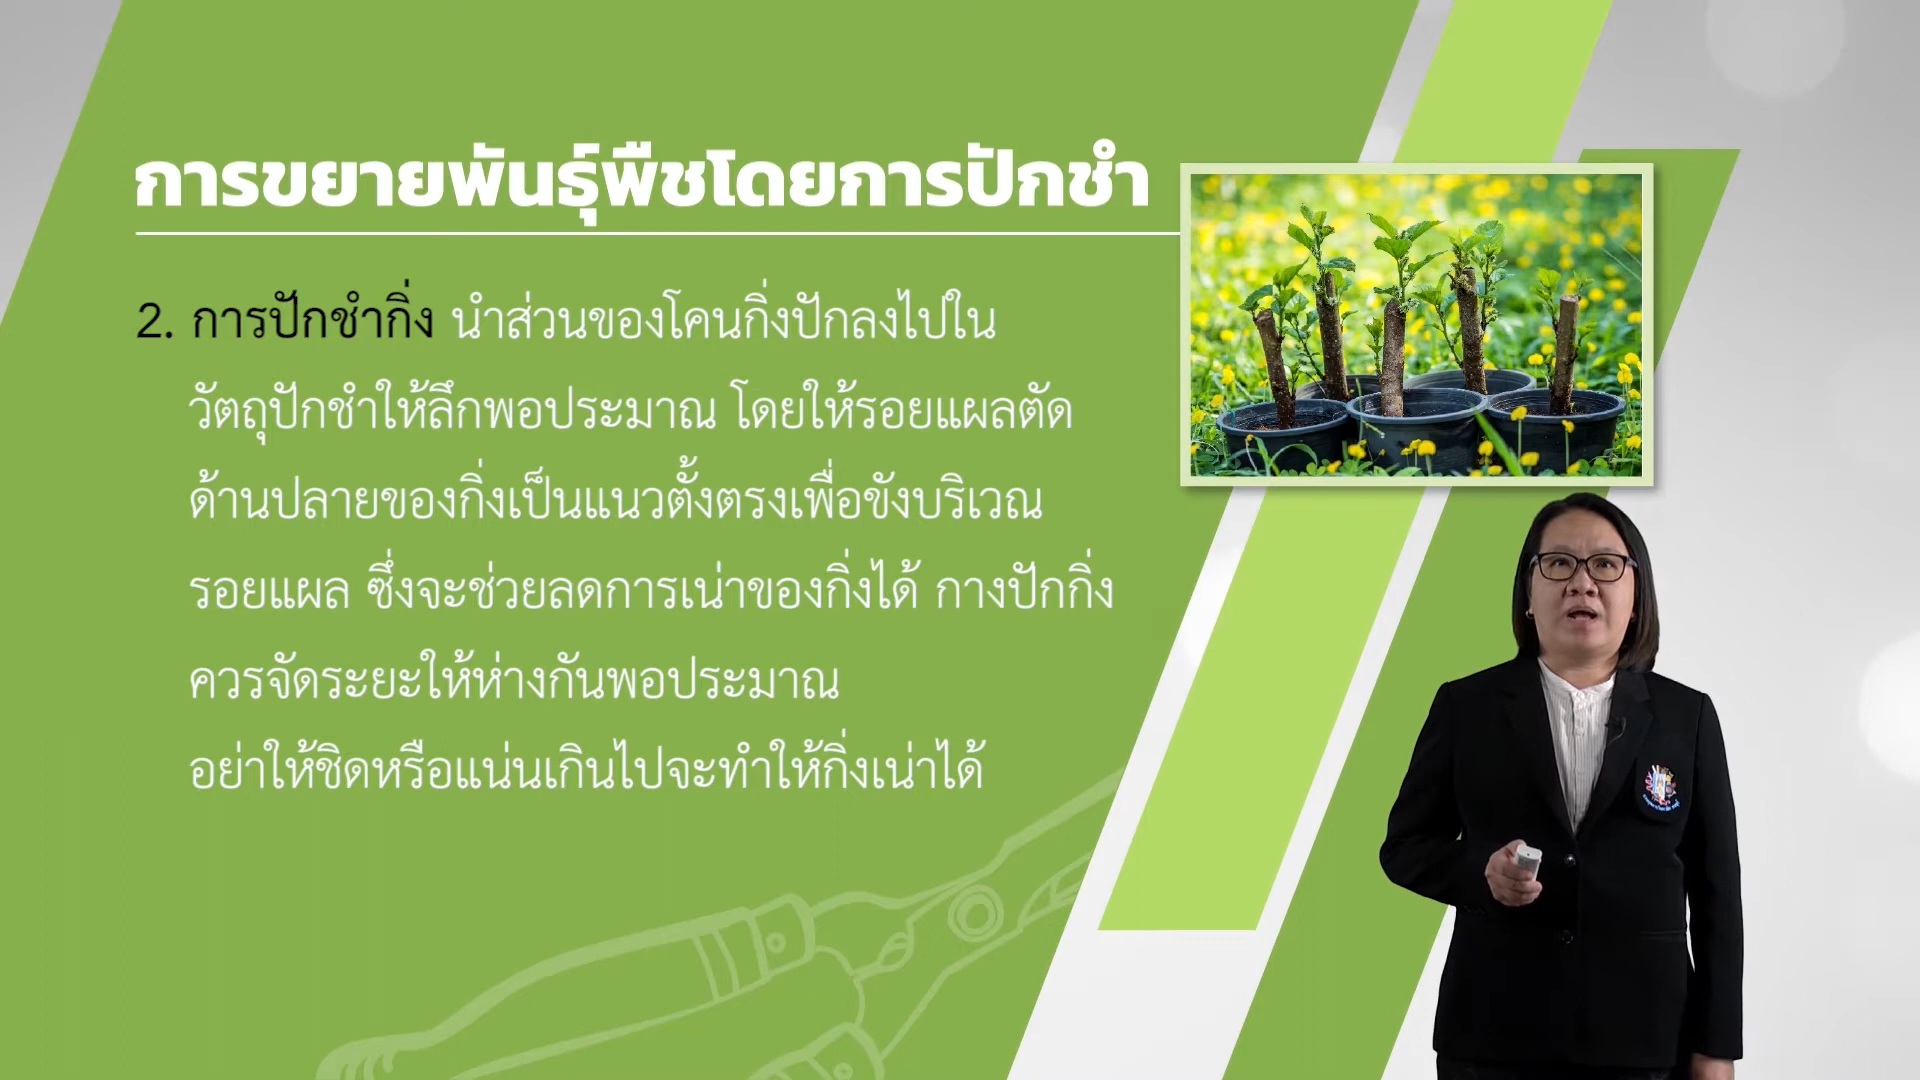 การขยายพันธุ์พืชโดยการปักชำ
2. การปักชำกิ่ง นำส่วนของโคนกิ่งปักลงไปใน
วัตถุปักชำให้ลึกพอประมาณ โดยให้รอยแผลตัด
ด้านปลายของกิ่งเป็นแนวตั้งตรงเพื่อขังบริเวณ
รอยแผล ซึ่งจะช่วยลดการเน่าของกิ่งได้ กางปักกิ่ง
ควรจัดระยะให้ห่างกันพอประมาณ
อย่าให้ชิดหรือแน่นเกินไปจะทำให้กิ่งเน่าได้